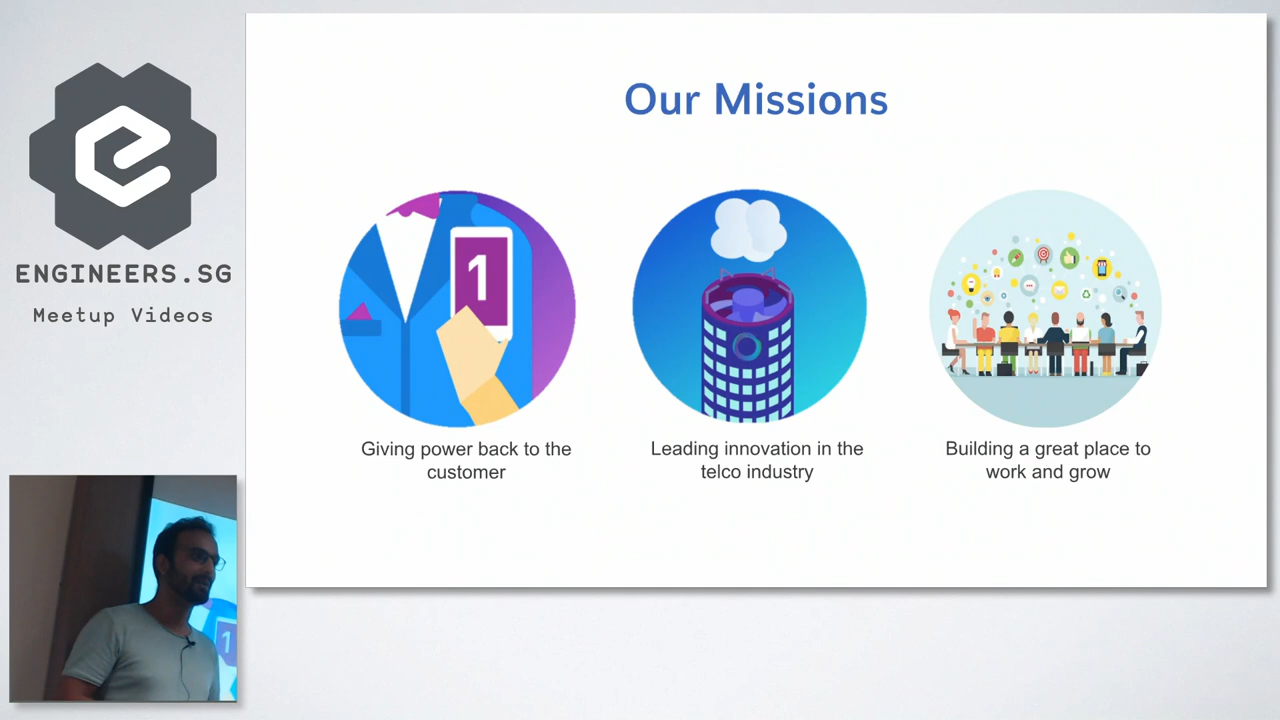 ENGINEERS.SG
Meetup Videos
Our Missions
1
Giving power back to the
customer
Leading innovation in the
telco industry
Building a great place to
work and grow
1